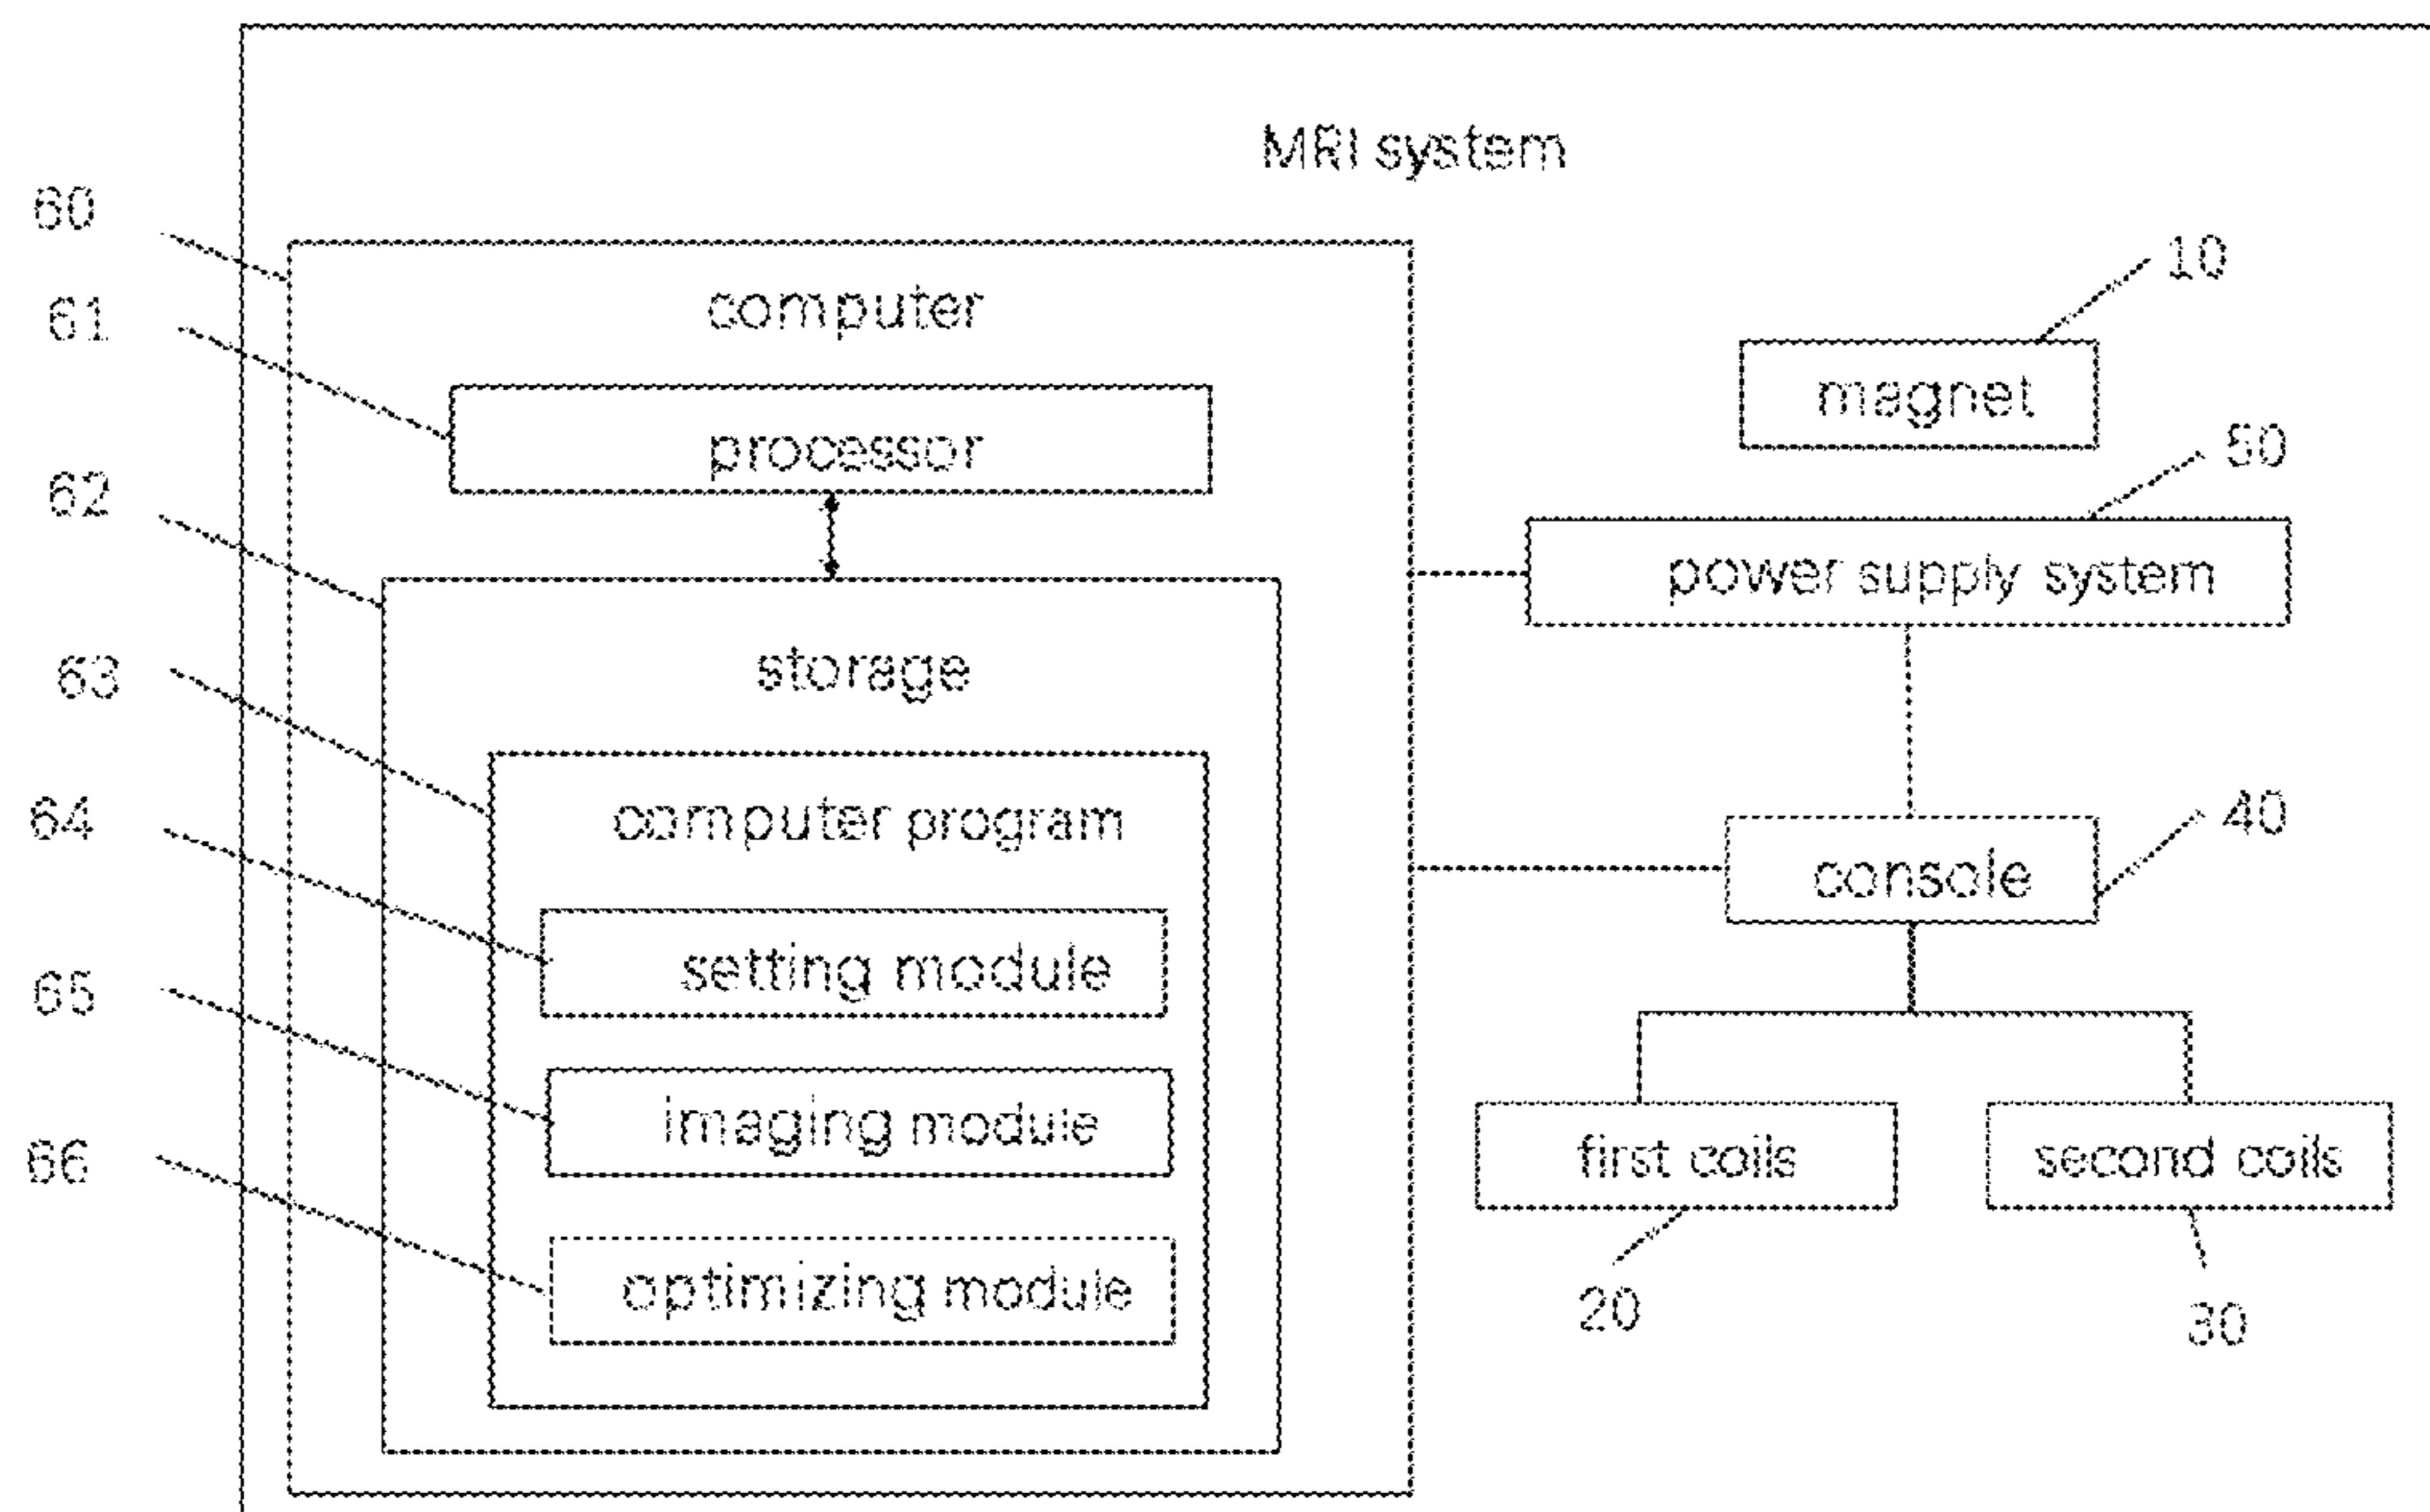 MRI system
60
computer
10
61
processor
magnet
50
62
power supply system
storage
63
computer program
40
64
console
setting module
65
imaging module
first coils
second coils
66
optimizing module
20
30